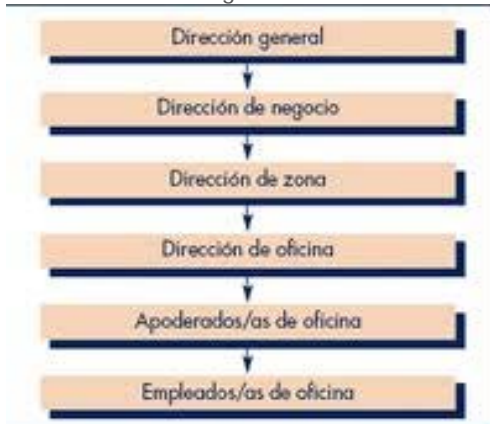 Dirección general
Dirección de negocio
Dirección de zona
Dirección de oficina
Apoderados/as de oficina
Empleados/as de oficina